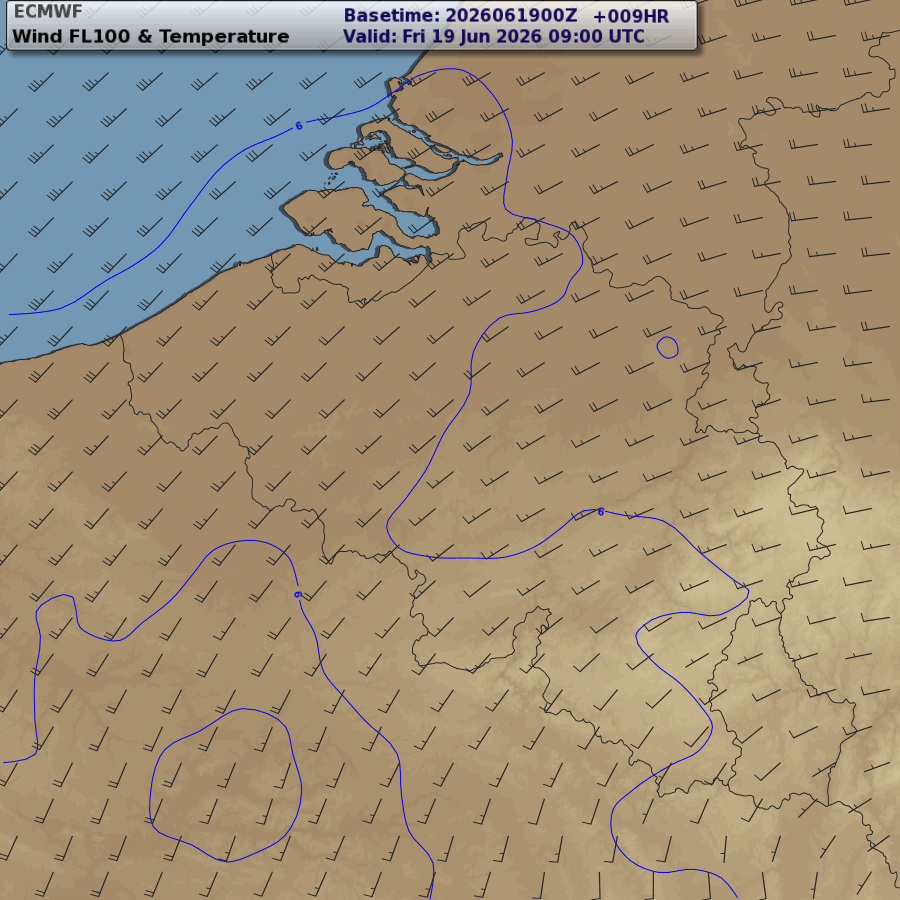 ECMWF
Basetime: 2026061900Z +009HR
Wind FL100 & Temperature
Valid: Fri 19 Jun 2026 09:00 UTC
6
6
6